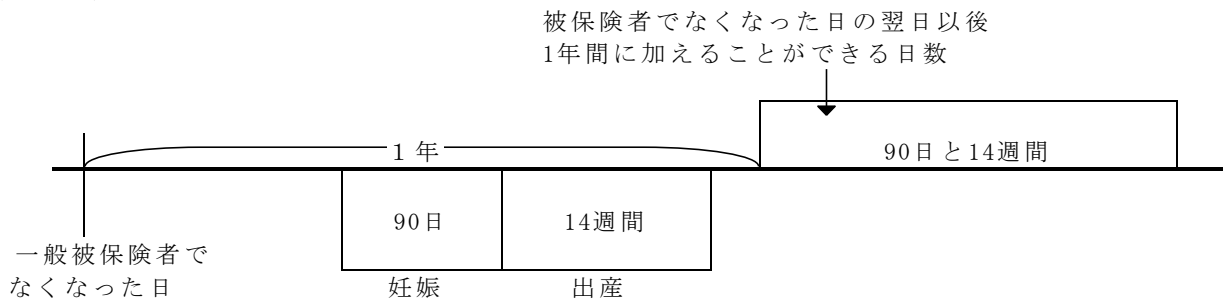 被保険者でなくなった日の翌日以後
1年間に加えることができる日数
1年
90日と14週間
90日
14週間
一般被保険者で
なくなった日
妊娠
出産